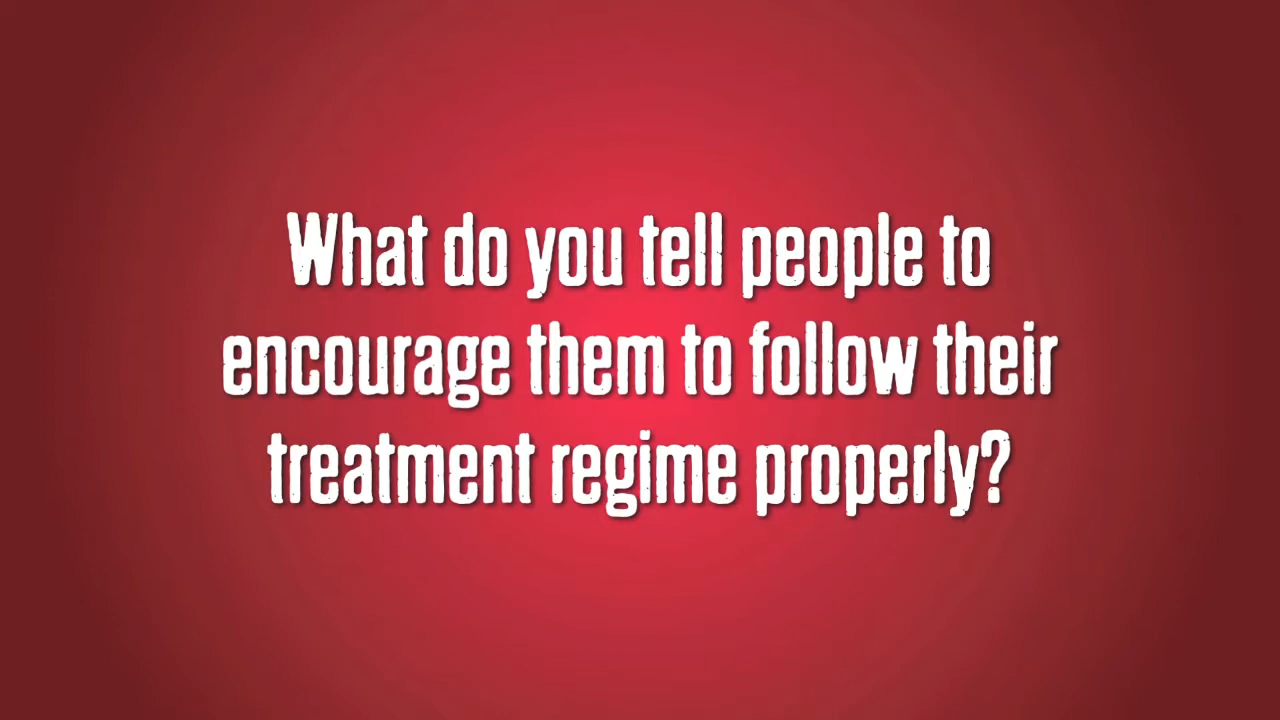 What do you tell people to
encourage them to follow their
treatment regime properly?